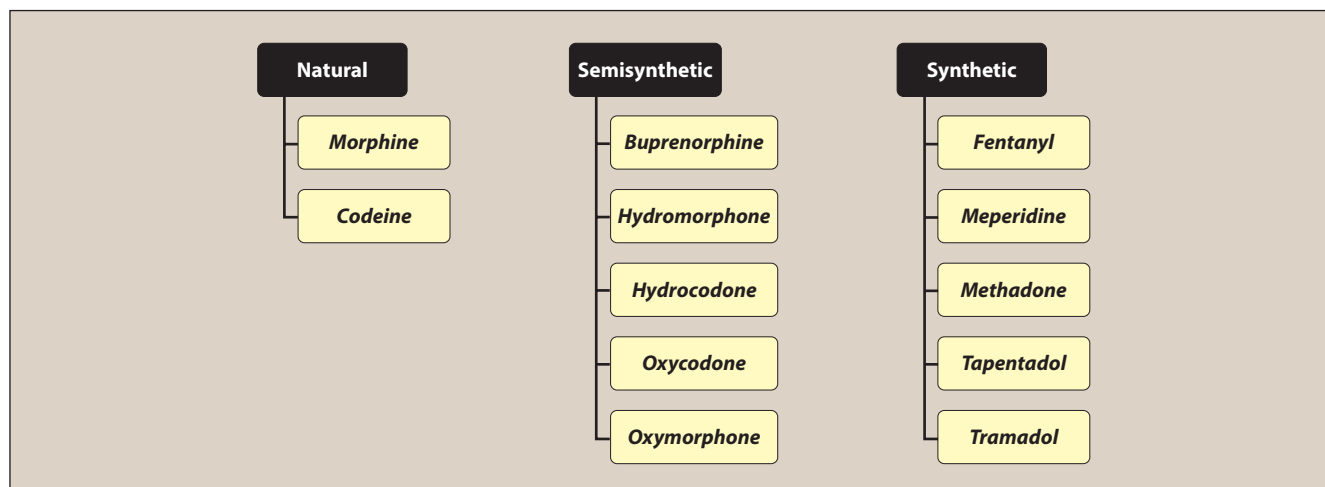 Natural
Morphine
Codeine
Semisynthetic
Buprenorphine
Hydromorphone
Hydrocodone
Oxycodone
Oxymorphone
Synthetic
Fentanyl
Meperidine
Methadone
Tapentadol
Tramadol